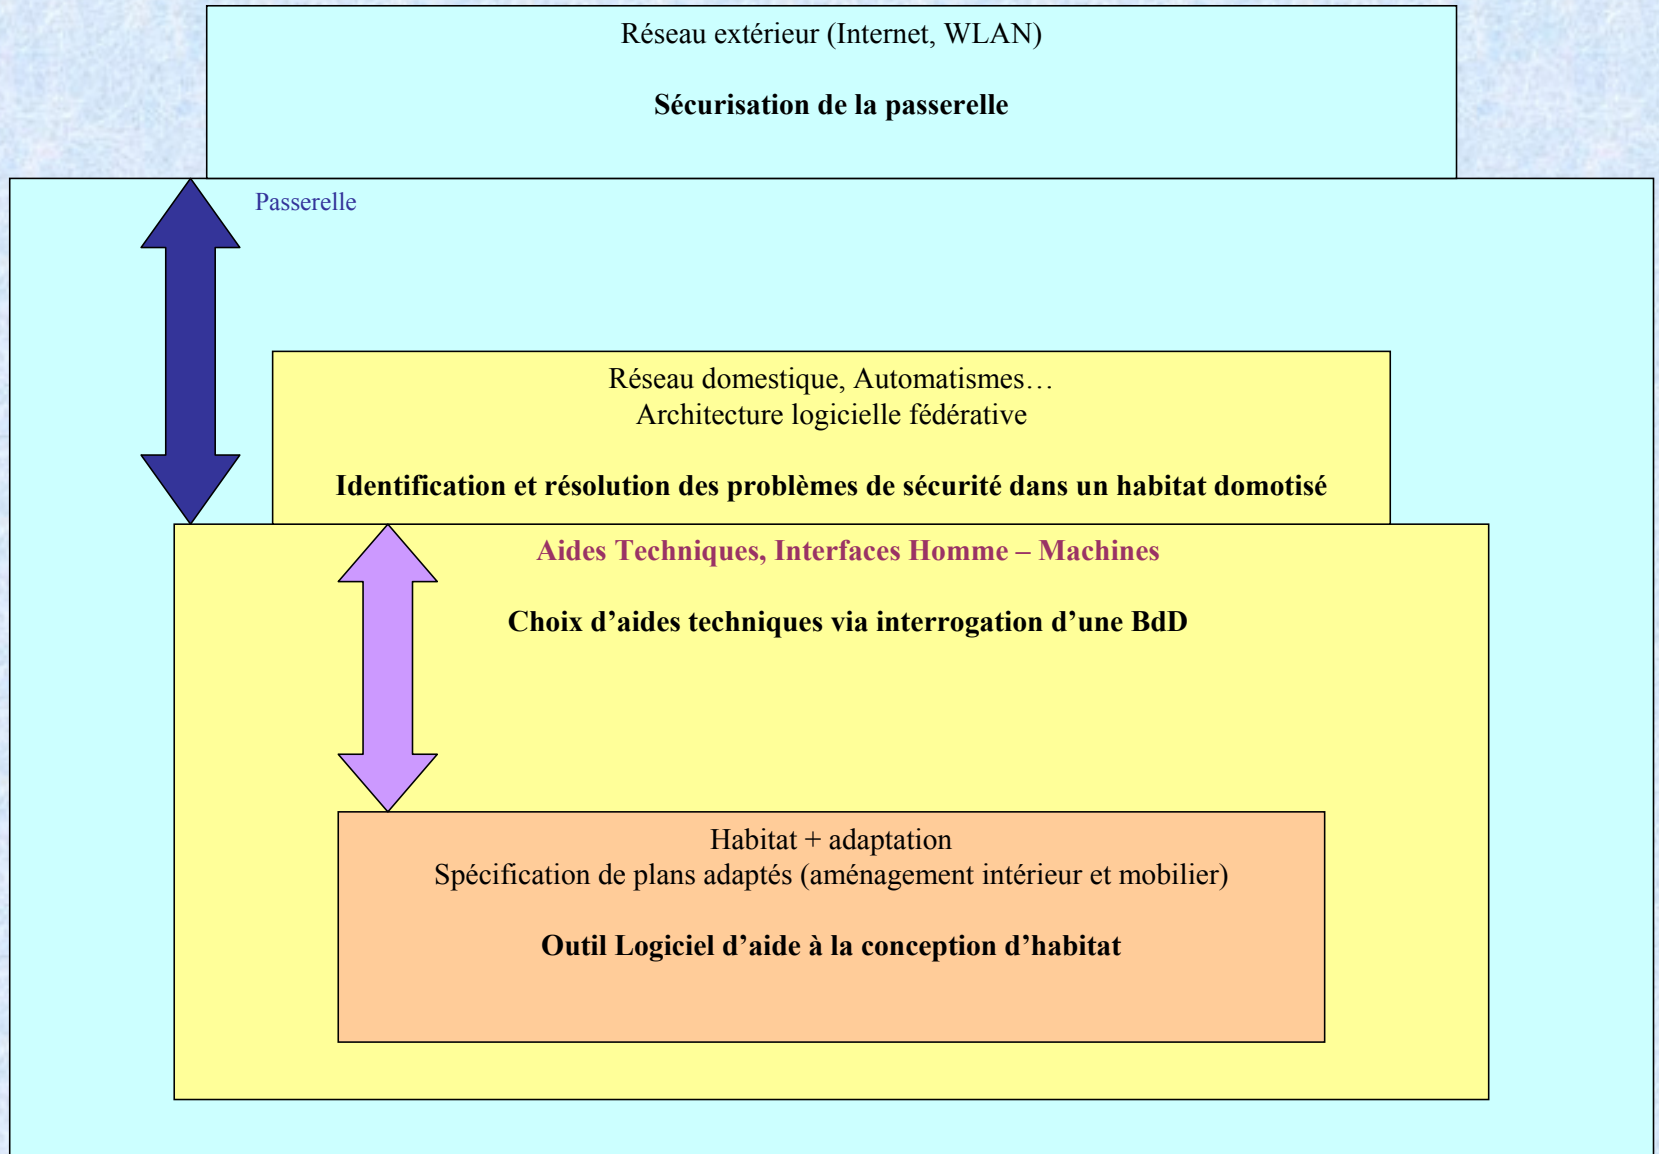 Réseau extérieur (Internet, WLAN)
Sécurisation de la passerelle
Passerelle
Réseau domestique, Automatismes…
Architecture logicielle fédérative
Identification et résolution des problèmes de sécurité dans un habitat domotisé
Aides Techniques, Interfaces Homme – Machines
Choix d’aides techniques via interrogation d’une BdD
Habitat + adaptation
Spécification de plans adaptés (aménagement intérieur et mobilier)
Outil Logiciel d’aide à la conception d’habitat